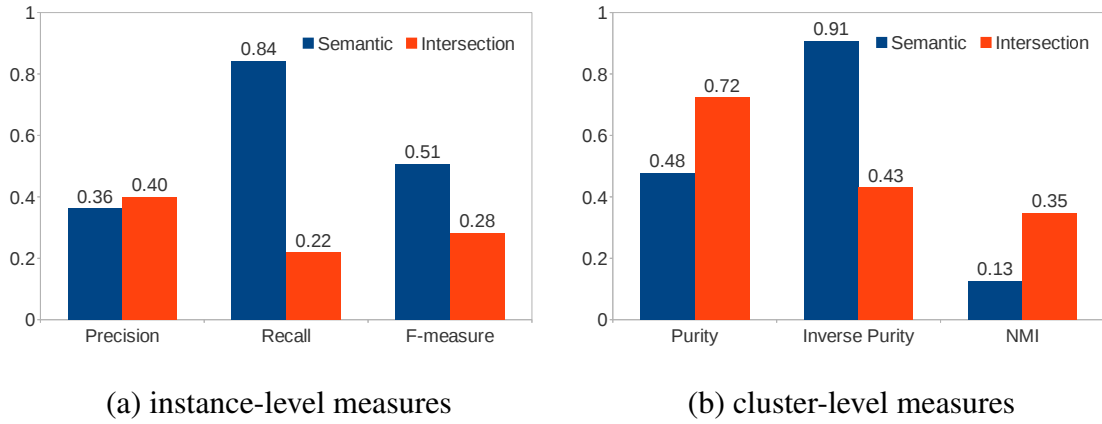 1
0.8
0.6
0.4
0.2
0
Semantic Intersection
0.36
0.40
0.84
0.22
0.51
0.28
Precision
Recall
F-measure
(a) instance-level measures
1
0.8
0.6
0.4
0.2
0
Semantic Intersection
0.48
0.72
0.91
0.43
0.13
0.35
Purity
Inverse Purity
NMI
(b) cluster-level measures